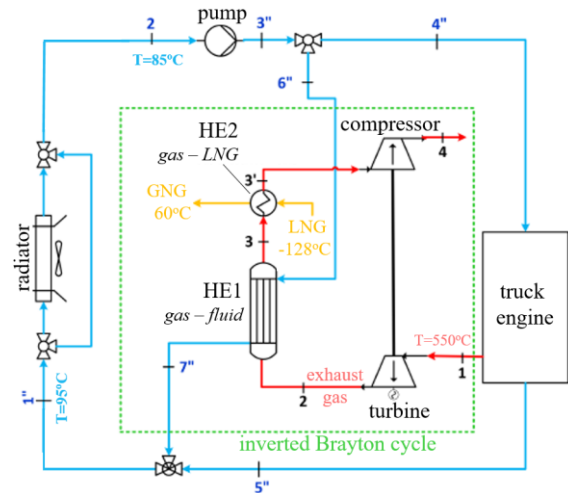 pump
2
3"
4"
T=85°C
6"
HE2
gas – LNG
compressor
4
3'
GNG
60°C
LNG
-128°C
3
radiator
HE1
gas – fluid
truck
engine
T=550°C
1
7"
exhaust
gas
2
turbine
1"
T=95°C
inverted Brayton cycle
5"